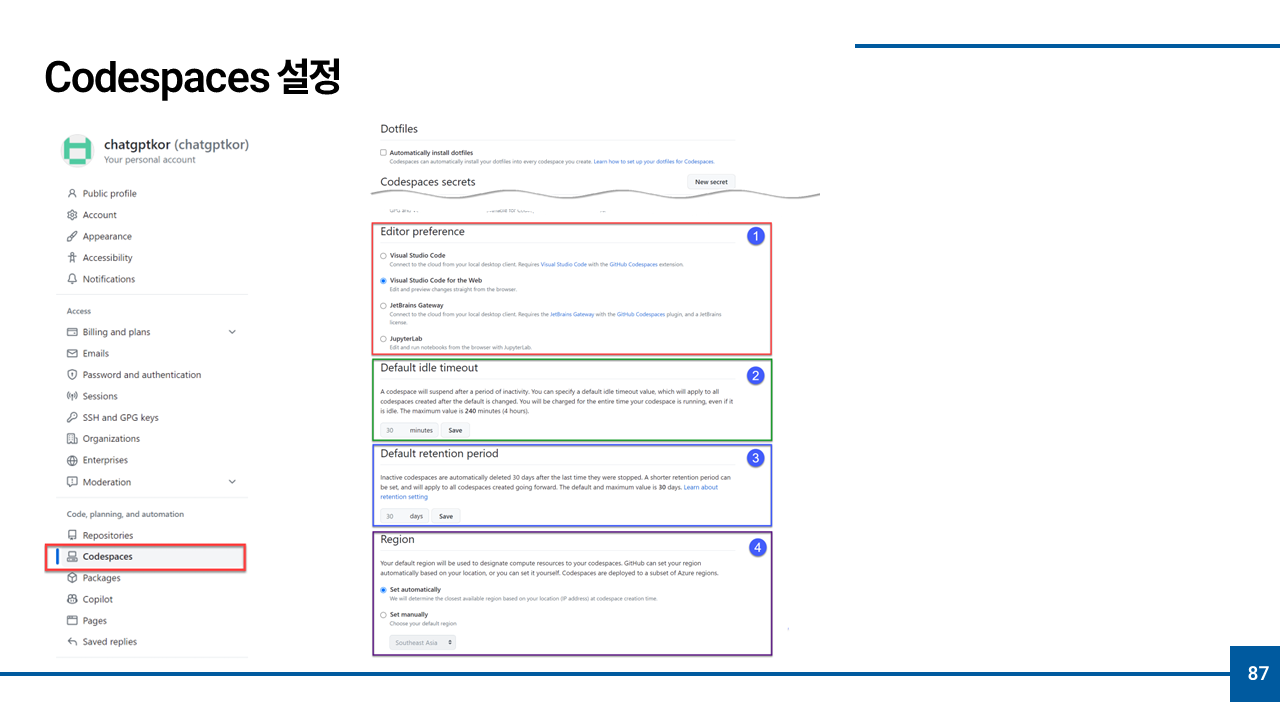 Codespaces 설정
chatgptkor (chatgptkor)
Your personal account
Public profile
Account
Appearance
Accessibility
Notifications
Access
Billing and plans
Emails
Password and authentication
Sessions
SSH and GPG keys
Organizations
Enterprises
Moderation
Code, planning, and automation
Repositories
Codespaces
Packages
Copilot
Pages
Saved replies
Dotfiles
Automatically install dotfiles
Codespaces can automatically install your dotfiles into every codespace you create. Learn how to set up your dotfiles for Codespaces.
Codespaces secrets
New secret
Editor preference
1
Visual Studio Code
Connect to the cloud from your local desktop client. Requires Visual Studio Code with the GitHub Codespaces extension.
Visual Studio Code for the Web
Edit and preview changes straight from the browser.
JetBrains Gateway
Connect to the cloud from your local desktop client. Requires the JetBrains Gateway with the GitHub Codespaces plugin, and a JetBrains
license.
JupyterLab
Edit and run notebooks from the browser with JupyterLab.
Default idle timeout
2
A codespace will suspend after a period of inactivity. You can specify a default idle timeout value, which will apply to all
codespaces created after the default is changed. You will be charged for the entire time your codespace is running, even if it
is idle. The maximum value is 240 minutes (4 hours).
30 minutes Save
Default retention period
3
Inactive codespaces are automatically deleted 30 days after the last time they were stopped. A shorter retention period can
be set, and will apply to all codespaces created going forward. The default and maximum value is 30 days. Learn about
retention setting
30 days Save
Region
4
Your default region will be used to designate compute resources to your codespaces. GitHub can set your region
automatically based on your location, or you can set it yourself. Codespaces are deployed to a subset of Azure regions.
Set automatically
We will determine the closest available region based on your location (IP address) at codespace creation time.
Set manually
Choose your default region
Southeast Asia
87